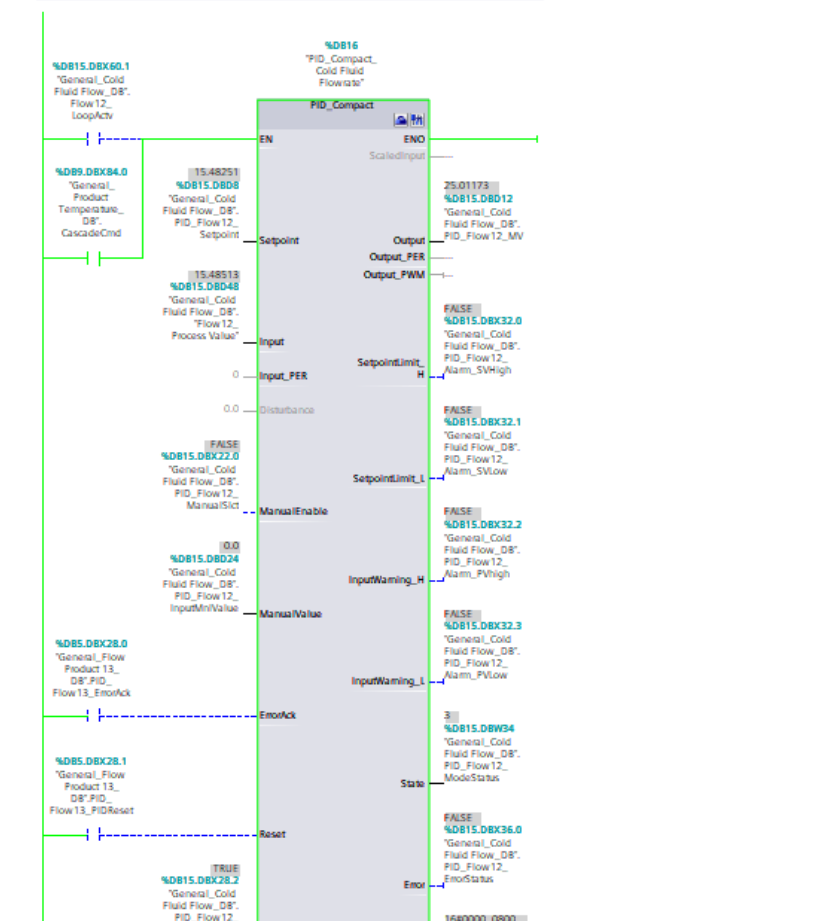 %DB16
"PID_Compact_
Cold Fluid
Flowrate"
%DB15.DBX60.1
"General_Cold
Fluid Flow_DB".
Flow12_
LoopActv
PID_Compact
EN
ENO
ScaledInput
%DB9.DBX84.0
"General_
Product
Temperature_
DB".
CascadeCmd
15.48251
%DB15.DBD8
"General_Cold
Fluid Flow_DB".
PID_Flow12_
Setpoint
Setpoint
25.01173
%DB15.DBD12
"General_Cold
Fluid Flow_DB".
PID_Flow12_MV
Output
Output_PER
Output_PWM
15.48513
%DB15.DBD48
"General_Cold
Fluid Flow_DB".
"Flow12_
Process Value"
Input
FALSE
%DB15.DBX32.0
"General_Cold
Fluid Flow_DB".
PID_Flow12_
Alarm_SVHigh
SetpointLimit_
H
0
Input_PER
0.0
Disturbance
FALSE
%DB15.DBX32.1
"General_Cold
Fluid Flow_DB".
PID_Flow12_
Alarm_SVLow
SetpointLimit_L
FALSE
%DB15.DBX22.0
"General_Cold
Fluid Flow_DB".
PID_Flow12_
ManualSlct
ManualEnable
FALSE
%DB15.DBX32.2
"General_Cold
Fluid Flow_DB".
PID_Flow12_
Alarm_PVhigh
InputWarning_H
0.0
%DB15.DBD24
"General_Cold
Fluid Flow_DB".
PID_Flow12_
InputMnlValue
ManualValue
FALSE
%DB15.DBX32.3
"General_Cold
Fluid Flow_DB".
PID_Flow12_
Alarm_PVLow
InputWarning_L
%DB5.DBX28.0
"General_Flow
Product 13_
DB".PID_
Flow13_ErrorAck
ErrorAck
3
%DB15.DBW34
"General_Cold
Fluid Flow_DB".
PID_Flow12_
ModeStatus
State
%DB5.DBX28.1
"General_Flow
Product 13_
DB".PID_
Flow13_PIDReset
Reset
FALSE
%DB15.DBX36.0
"General_Cold
Fluid Flow_DB".
PID_Flow12_
ErrorStatus
Error
TRUE
%DB15.DBX28.2
"General_Cold
Fluid Flow_DB".
PID_Flow12_
16#0000_0800